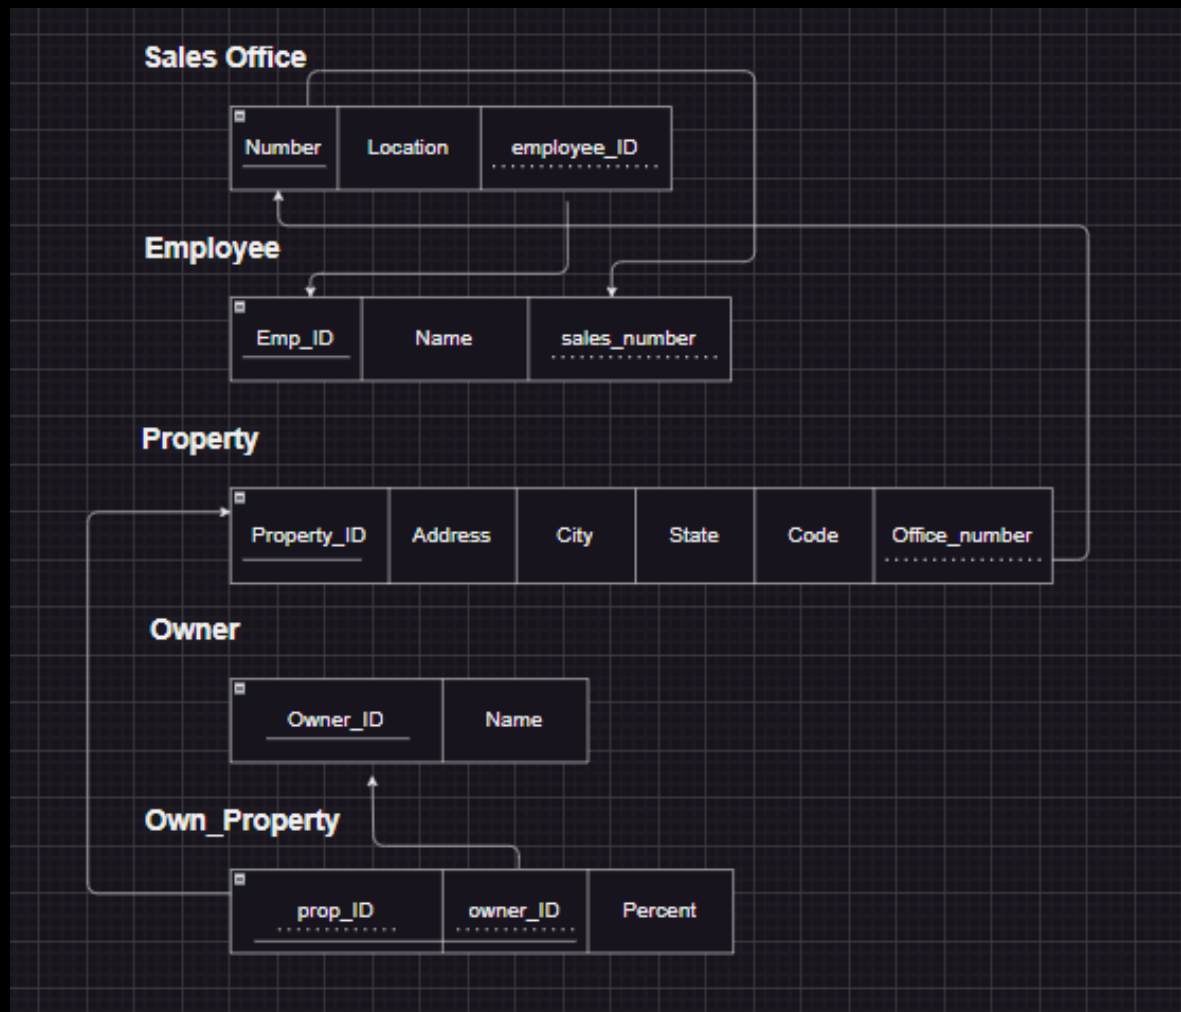 Sales Office
Number Location employee_ID
Employee
Emp_ID Name sales_number
Property
Property_ID Address City State Code Office_number
Owner
Owner_ID Name
Own_Property
prop_ID owner_ID Percent